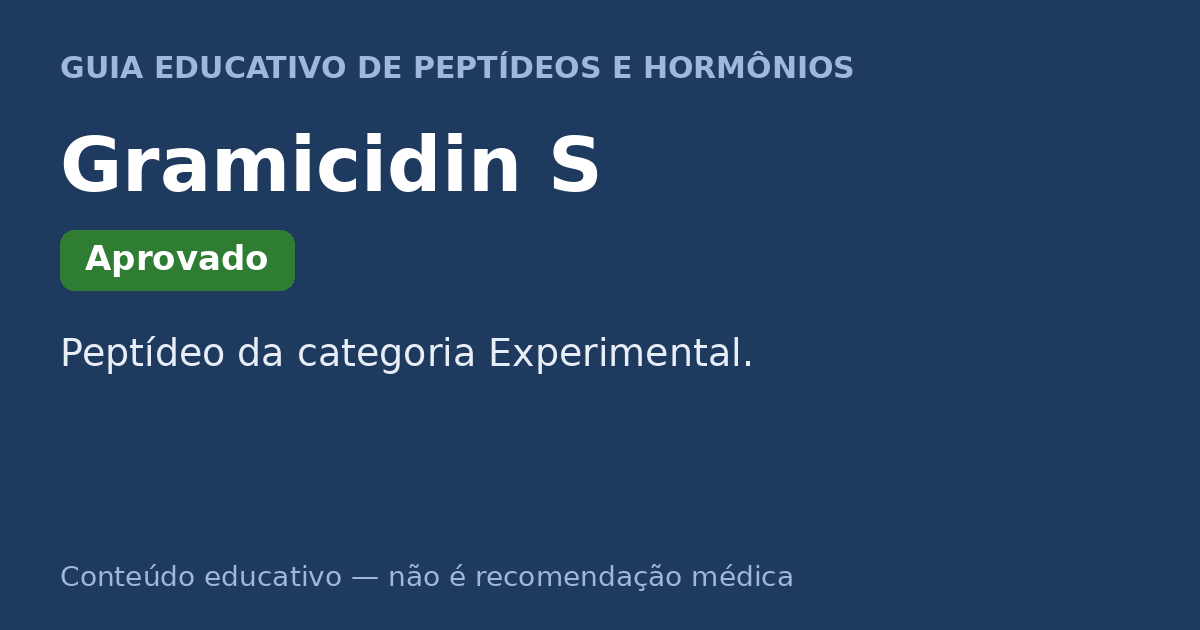 GUIA EDUCATIVO DE PEPTÍDEOS E HORMÔNIOS
Gramicidin S
Aprovado
Peptídeo da categoria Experimental.
Conteúdo educativo — não é recomendação médica